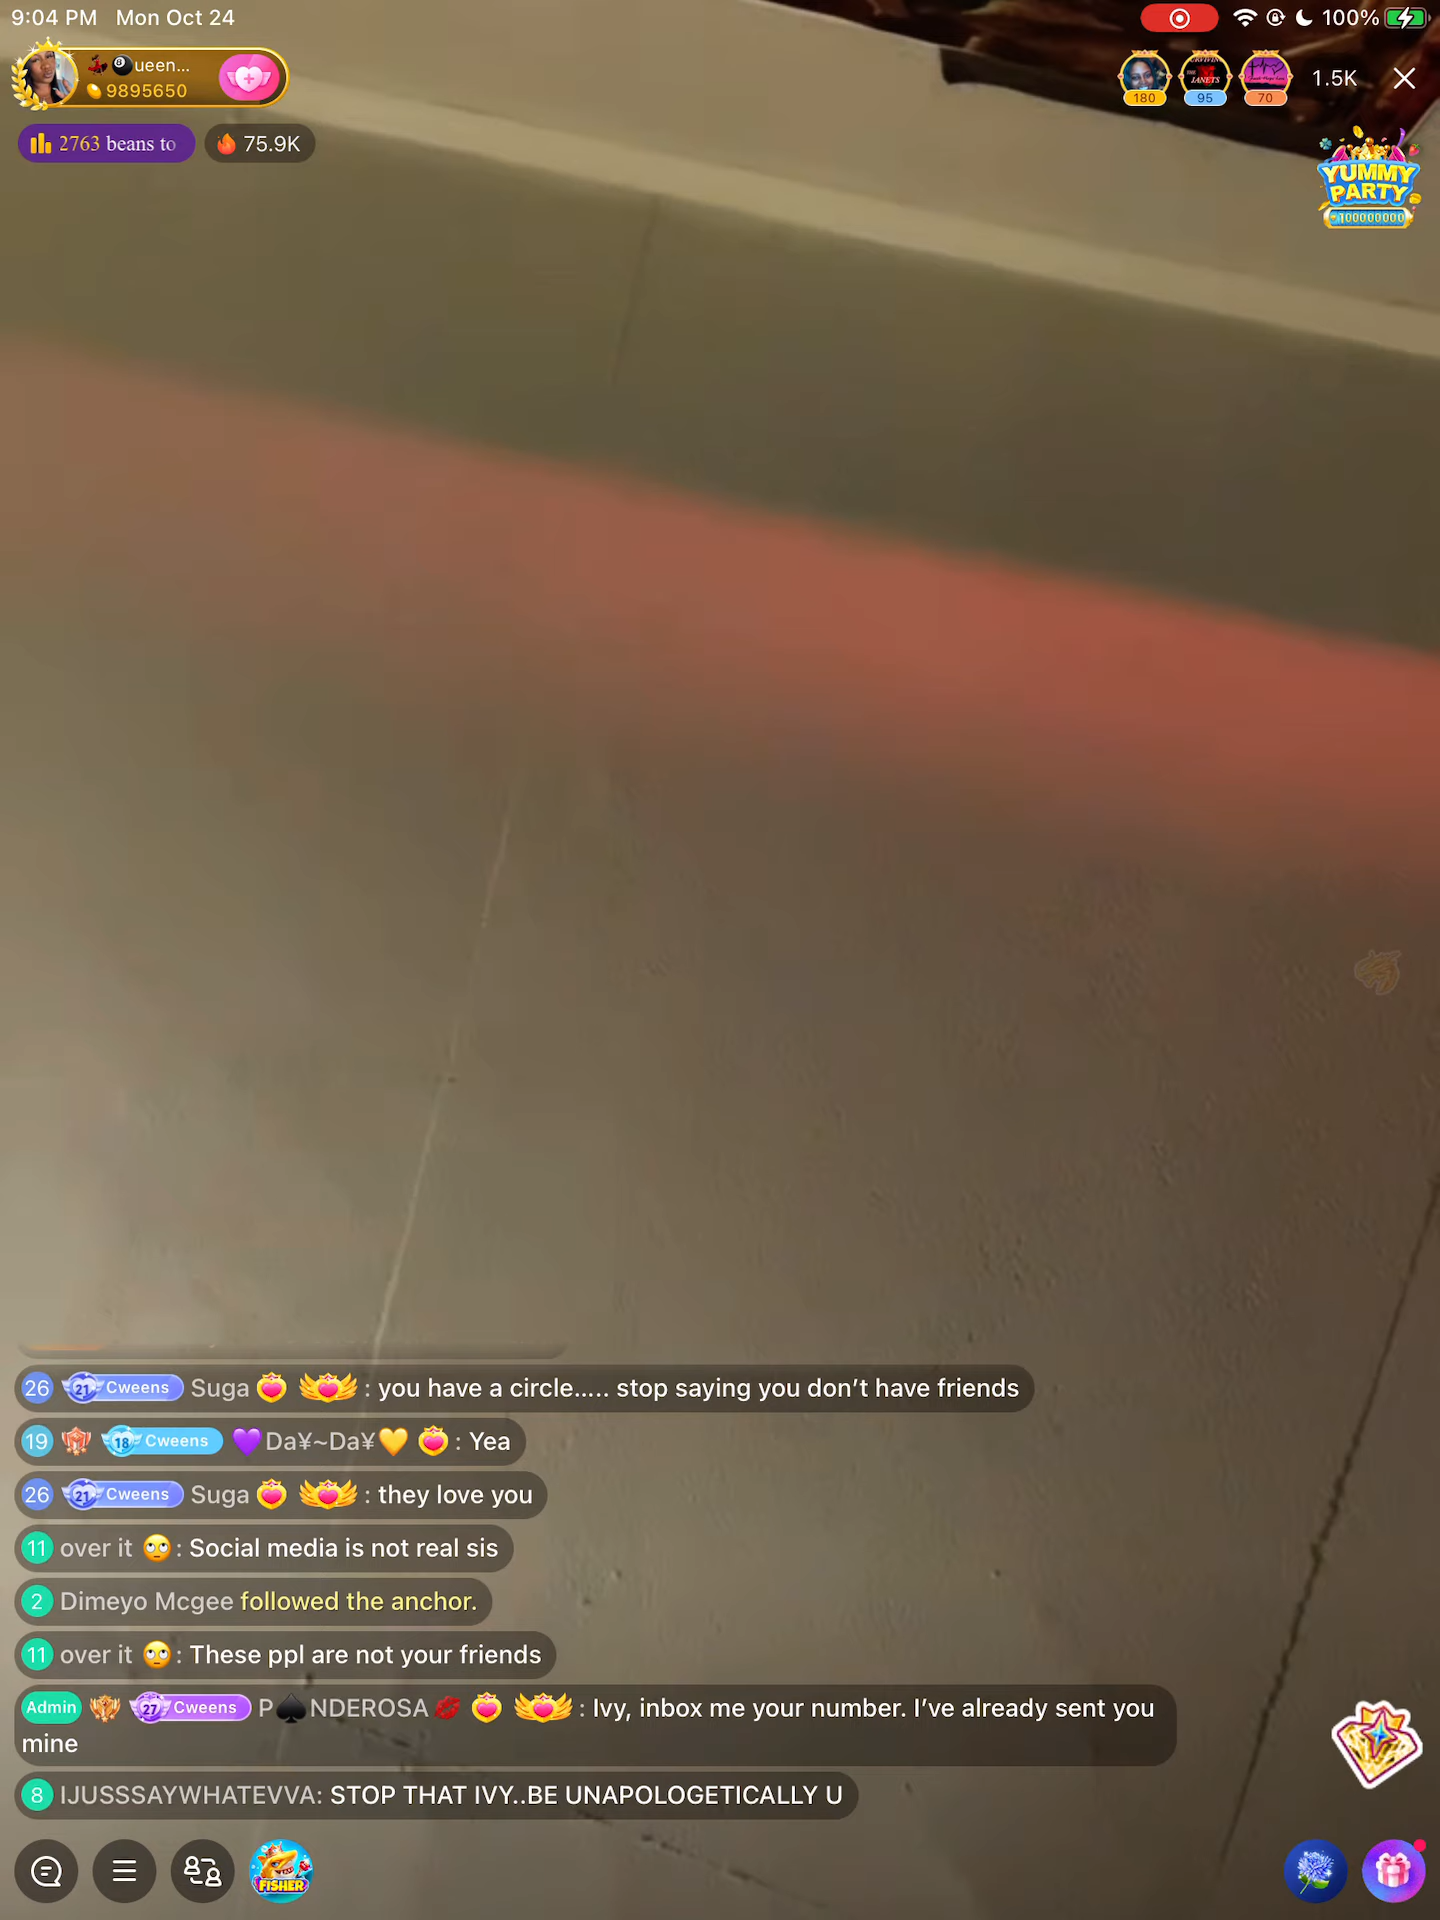 9:04 PM Mon Oct 24
100%
🎱ueen...
9895650
180
95
70
1.5K
JANETS
2763 beans to
75.9K
YUMMY
PARTY
100000000
26 21 Cweens Suga : you have a circle..... stop saying you don't have friends
19 18 Cweens 💜Da¥~Da¥💛 : Yea
26 21 Cweens Suga : they love you
11 over it 🙄: Social media is not real sis
2 Dimeyo Mcgee followed the anchor.
11 over it 🙄: These ppl are not your friends
Admin 27 Cweens P♠️NDEROSA💋 : Ivy, inbox me your number. I've already sent you
mine
8 IJUSSSAYWHATEVVA: STOP THAT IVY..BE UNAPOLOGETICALLY U
FISHER